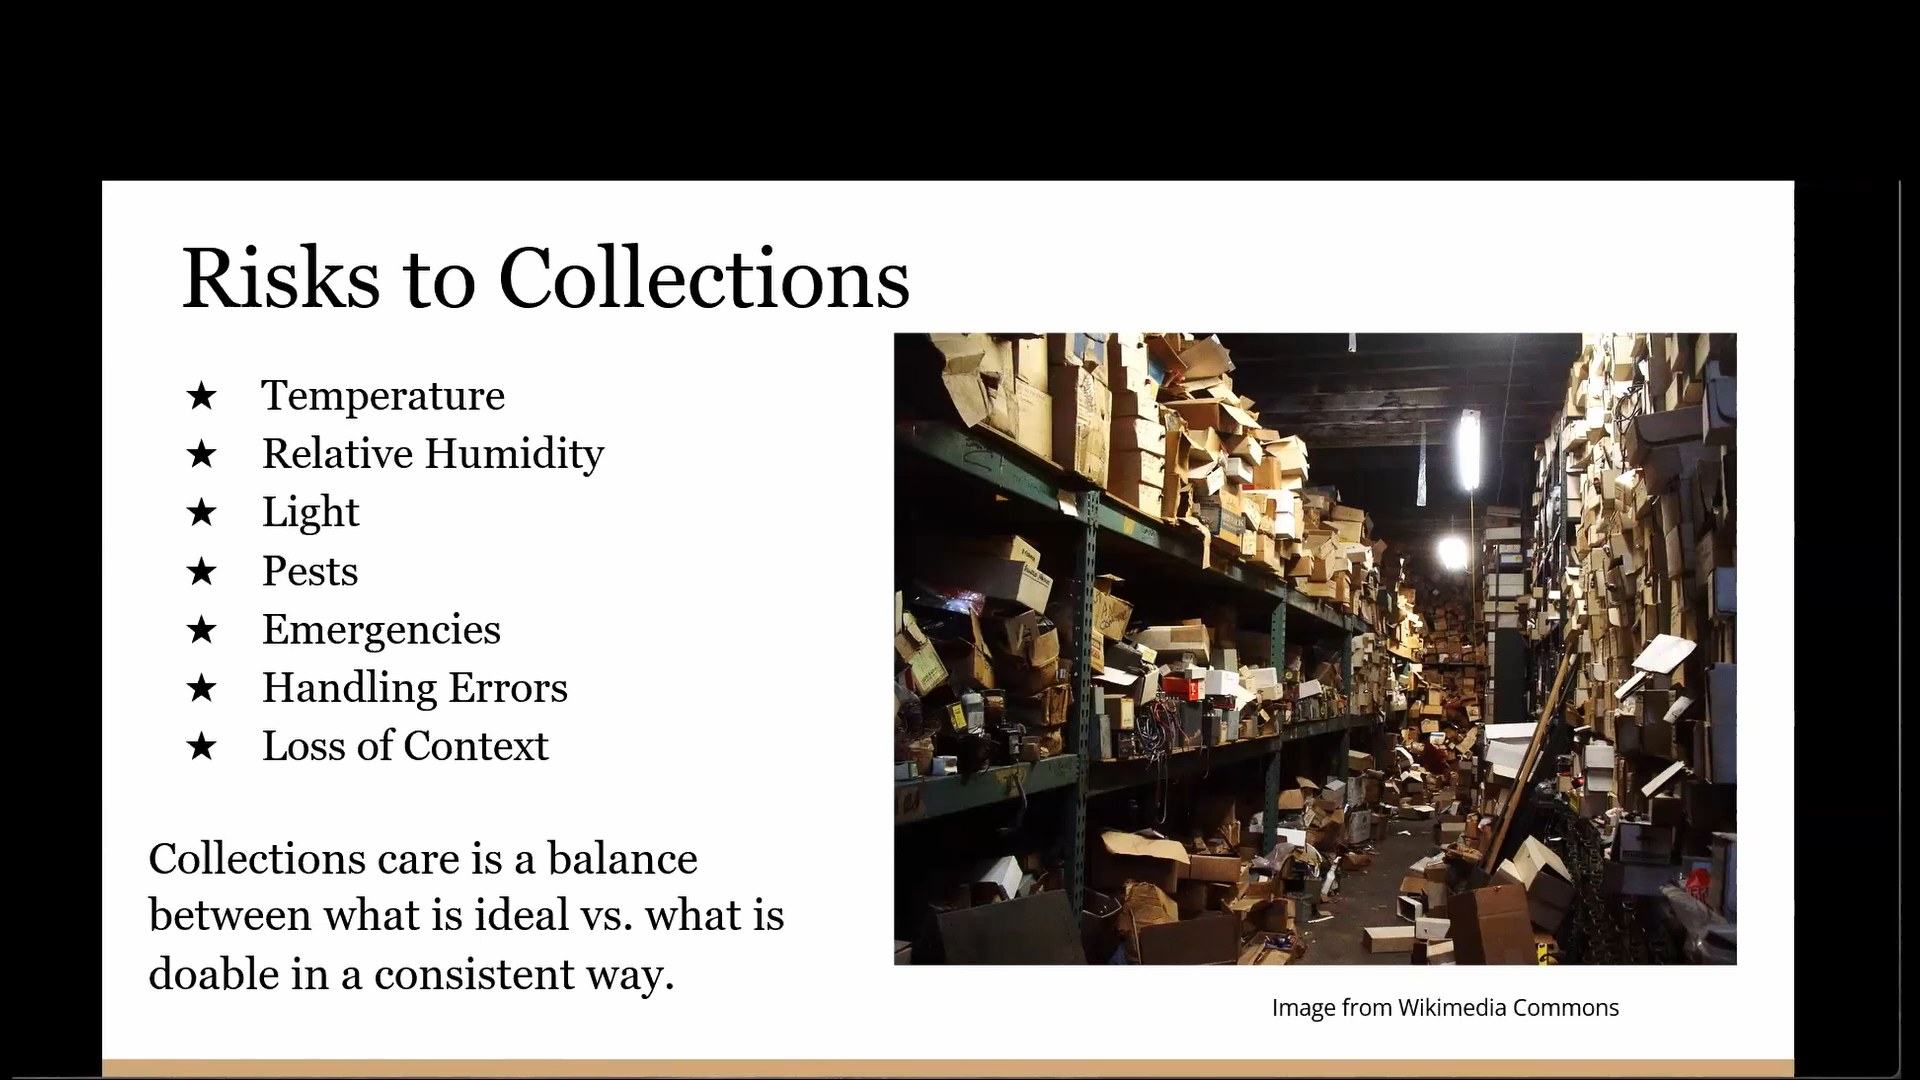 Risks to Collections
★ Temperature
★ Relative Humidity
★ Light
★ Pests
★ Emergencies
★ Handling Errors
★ Loss of Context
Collections care is a balance
between what is ideal vs. what is
doable in a consistent way.
Image from Wikimedia Commons